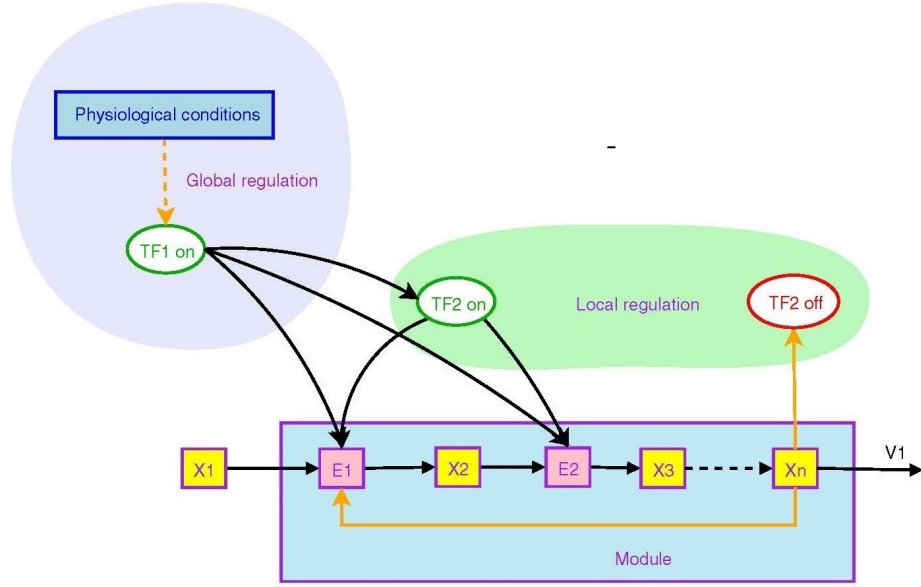 Physiological conditions
Global regulation
TF1 on
TF2 on
Local regulation
TF2 off
V1
X1
E1
X2
E2
X3
Xn
Module